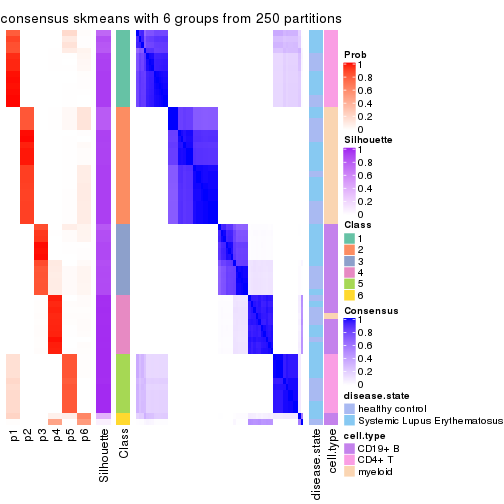 consensus skmeans with 6 groups from 250 partitions
Prob
1
0.8
0.6
0.4
0.2
0
Silhouette
1
0.8
0.6
0.4
0.2
0
Class
1
2
3
4
5
6
Consensus
1
0.8
0.6
0.4
0.2
0
disease.state
healthy control
Systemic Lupus Erythematosus
cell.type
CD19+ B
CD4+ T
myeloid
p1
p2
p3
p4
p5
p6
Silhouette
Class
disease.state
cell.type